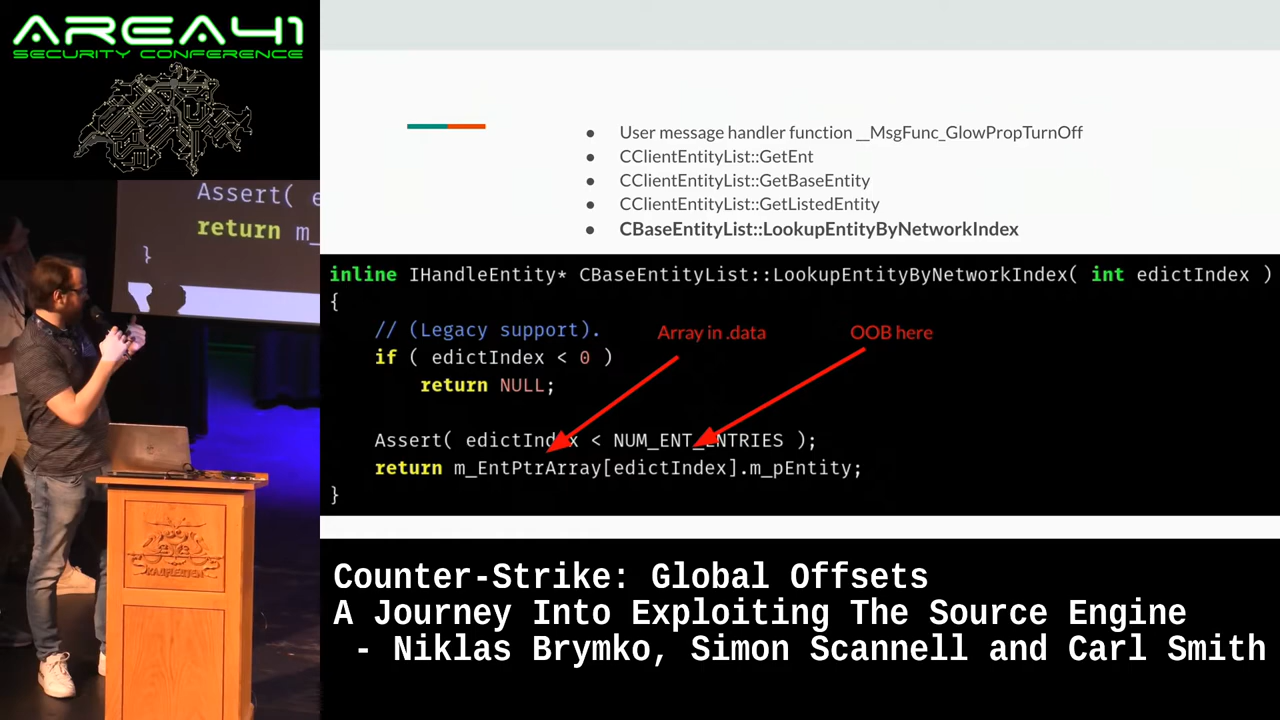 AREA41
SECURITY CONFERENCE
Assert( e
return m_
}
KAUFLEUTEN
● User message handler function __MsgFunc_GlowPropTurnOff
● CClientEntityList::GetEnt
● CClientEntityList::GetBaseEntity
● CClientEntityList::GetListedEntity
● CBaseEntityList::LookupEntityByNetworkIndex
inline IHandleEntity* CBaseEntityList::LookupEntityByNetworkIndex( int edictIndex )
{
// (Legacy support).
Array in .data
OOB here
if ( edictIndex < 0 )
return NULL;
Assert( edictIndex < NUM_ENT_ENTRIES );
return m_EntPtrArray[edictIndex].m_pEntity;
}
Counter-Strike: Global Offsets
A Journey Into Exploiting The Source Engine
- Niklas Brymko, Simon Scannell and Carl Smith